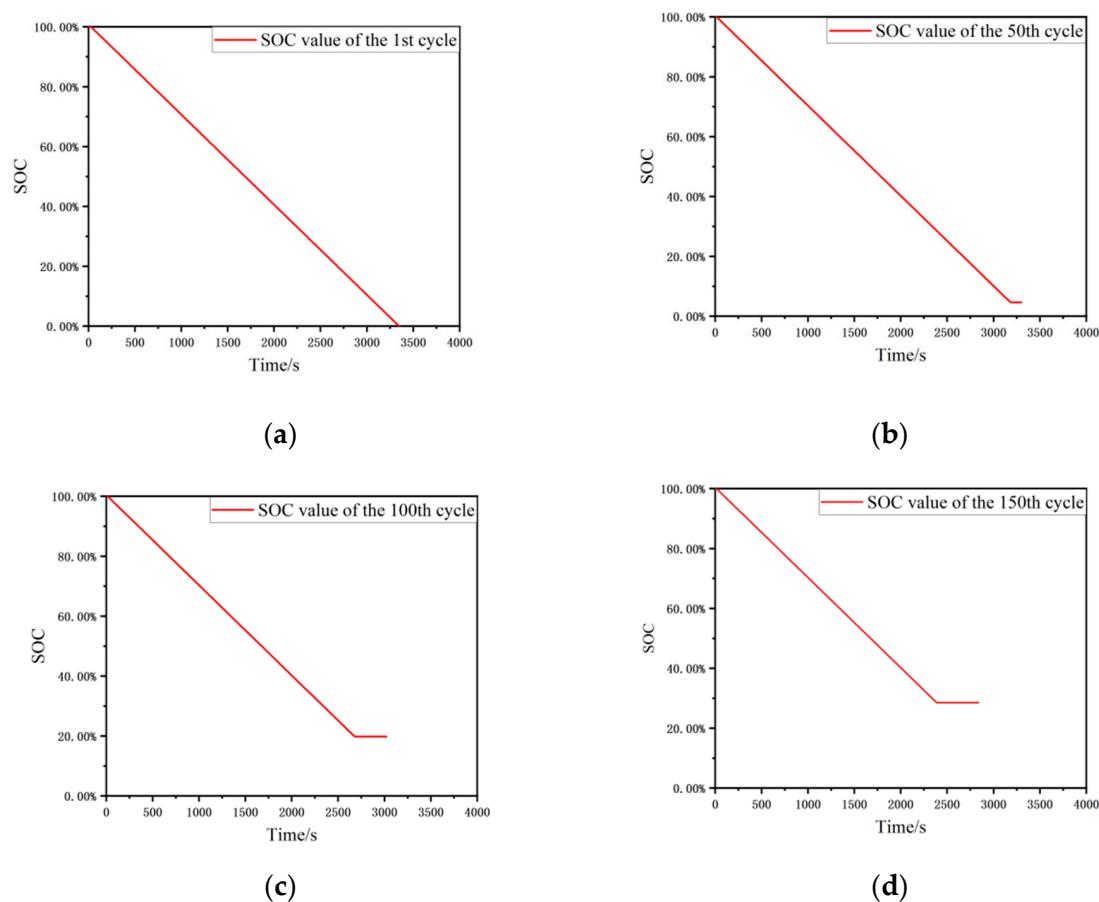 SOC value of the 1st cycle
100.00%
80.00%
60.00%
40.00%
20.00%
0.00%
SOC
0 500 1000 1500 2000 2500 3000 3500 4000
Time/s
(a)
SOC value of the 50th cycle
100.00%
80.00%
60.00%
40.00%
20.00%
0.00%
SOC
0 500 1000 1500 2000 2500 3000 3500 4000
Time/s
(b)
SOC value of the 100th cycle
100.00%
80.00%
60.00%
40.00%
20.00%
0.00%
SOC
0 500 1000 1500 2000 2500 3000 3500 4000
Time/s
(c)
SOC value of the 150th cycle
100.00%
80.00%
60.00%
40.00%
20.00%
0.00%
SOC
0 500 1000 1500 2000 2500 3000 3500 4000
Time/s
(d)